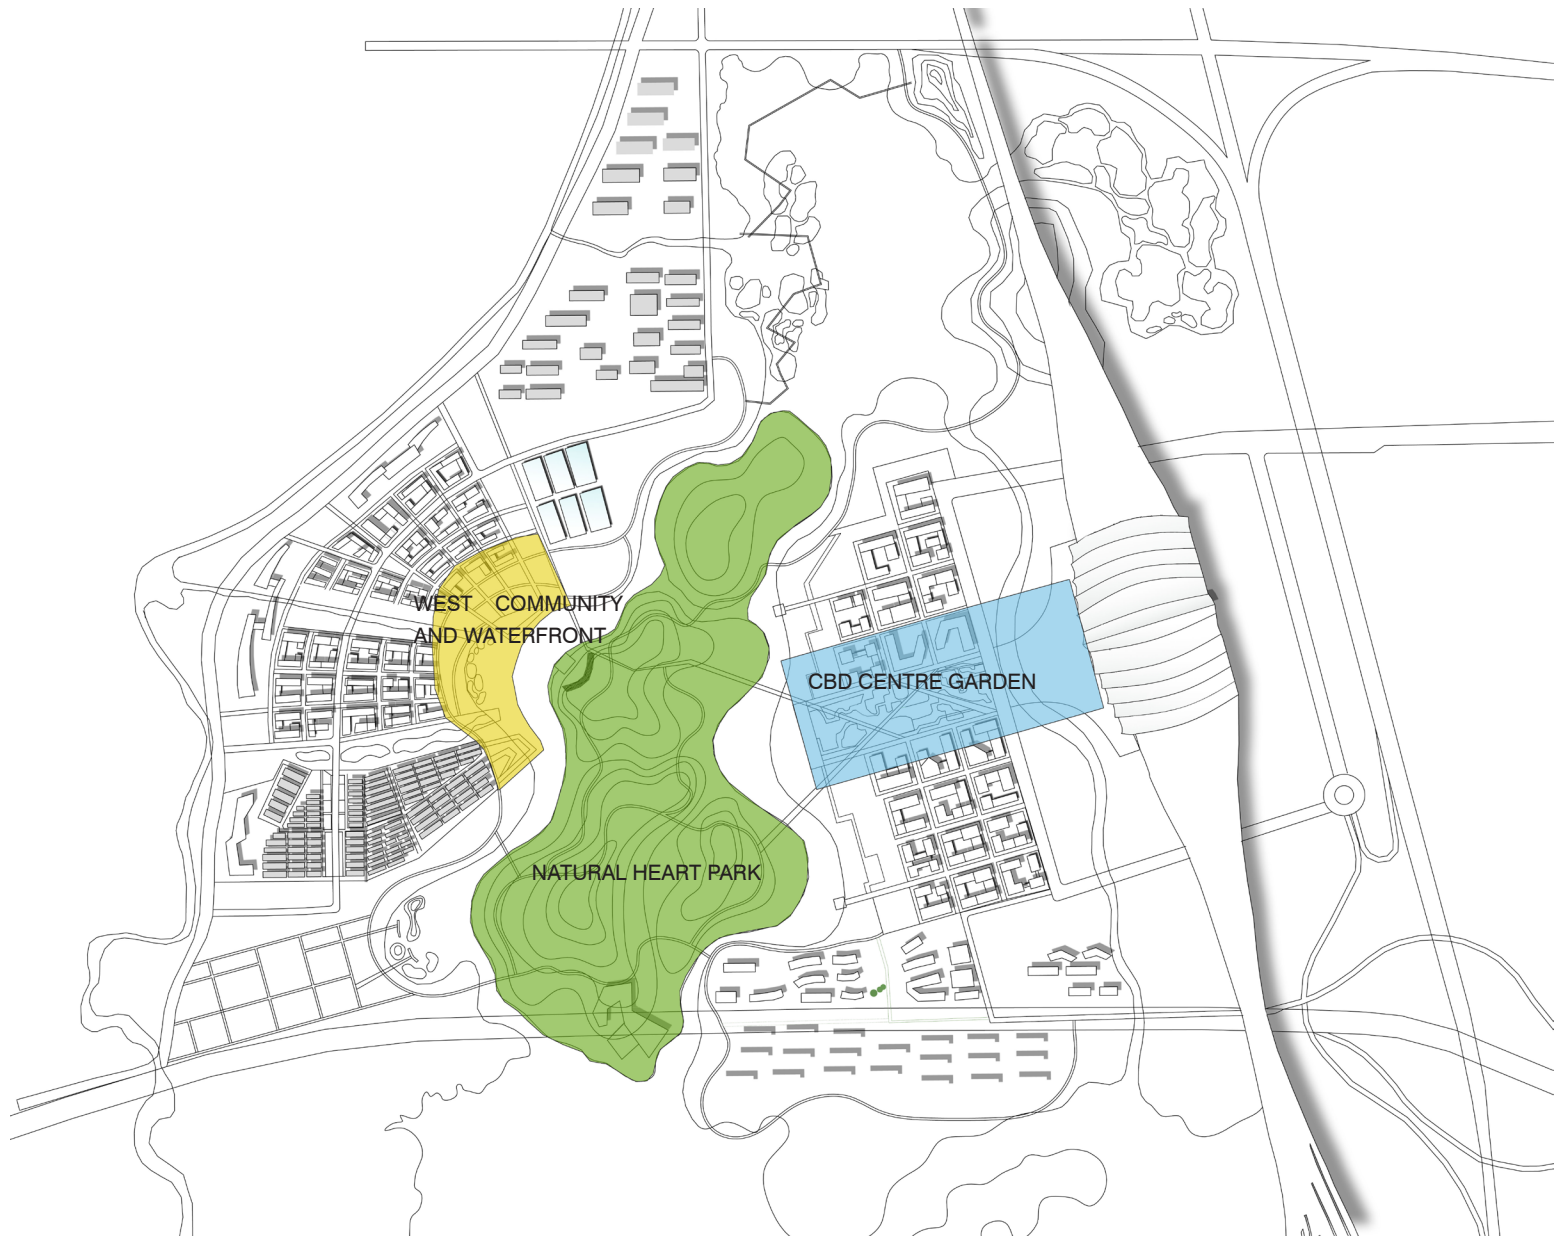 WEST COMMUNITY
AND WATERFRONT
CBD CENTRE GARDEN
NATURAL HEART PARK